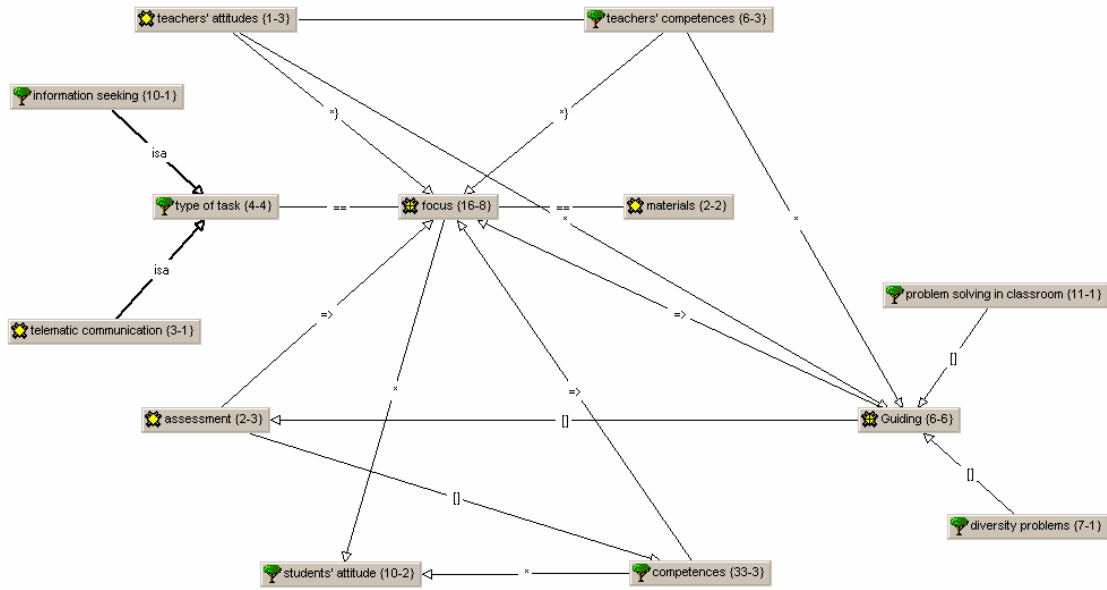 teachers' attitudes {1-3}
teachers' competences {6-3}
information seeking {10-1}
*}
*}
isa
type of task {4-4}
==
focus {16-8}
==
materials {2-2}
*
*
isa
problem solving in classroom {11-1}
telematic communication {3-1}
=>
=>
[]
*
=>
assessment {2-3}
[]
Guiding {6-6}
[]
[]
diversity problems {7-1}
students' attitude {10-2}
*
competences {33-3}